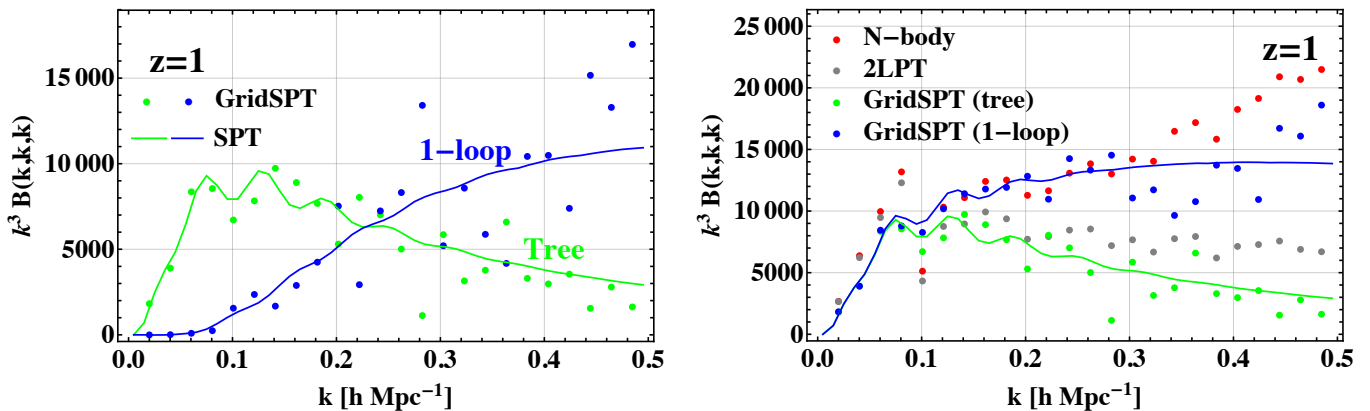 z=1
GridSPT
SPT
1-loop
Tree
15 000
10 000
5000
0
0.0 0.1 0.2 0.3 0.4 0.5
k [h Mpc⁻¹]
k³ B(k,k,k)
N-body
2LPT
GridSPT (tree)
GridSPT (1-loop)
z=1
25 000
20 000
15 000
10 000
5000
0
0.0 0.1 0.2 0.3 0.4 0.5
k [h Mpc⁻¹]
k³ B(k,k,k)